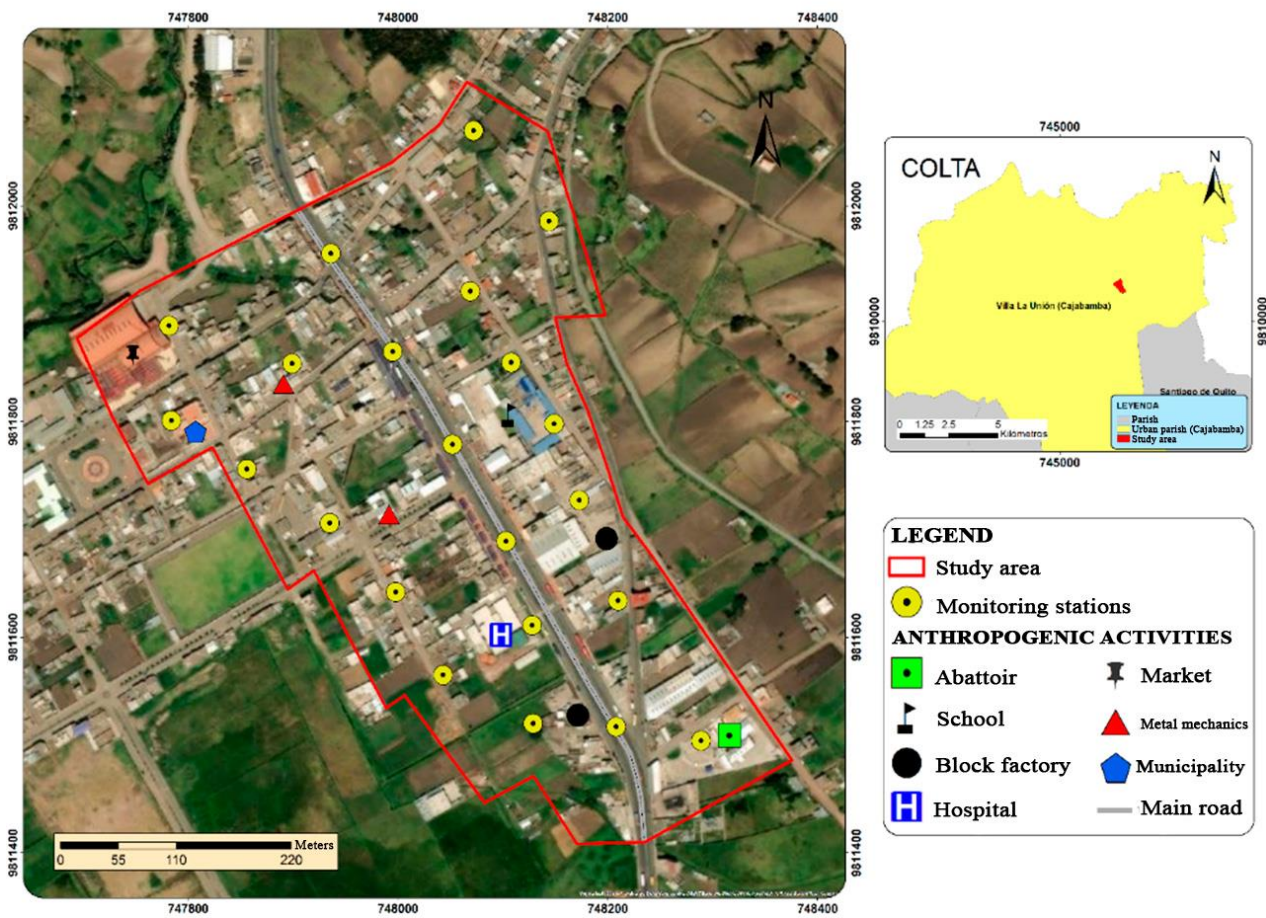 747800 748000 748200 748400
N
9812000
9811800
9811600
9811400
9812000
9811800
9811600
9811400
H
Meters
0 55 110 220
747800 748000 748200 748400
745000
COLTA
N
9810000
9810000
Villa La Unión (Cajabamba)
Santiago de Quito
0 1.25 2.5 5
Kilometros
LEYENDA
Parish
Urban parish (Cajabamba)
Study area
745000
LEGEND
Study area
Monitoring stations
ANTHROPOGENIC ACTIVITIES
Abattoir
Market
School
Metal mechanics
Block factory
Municipality
H Hospital
Main road